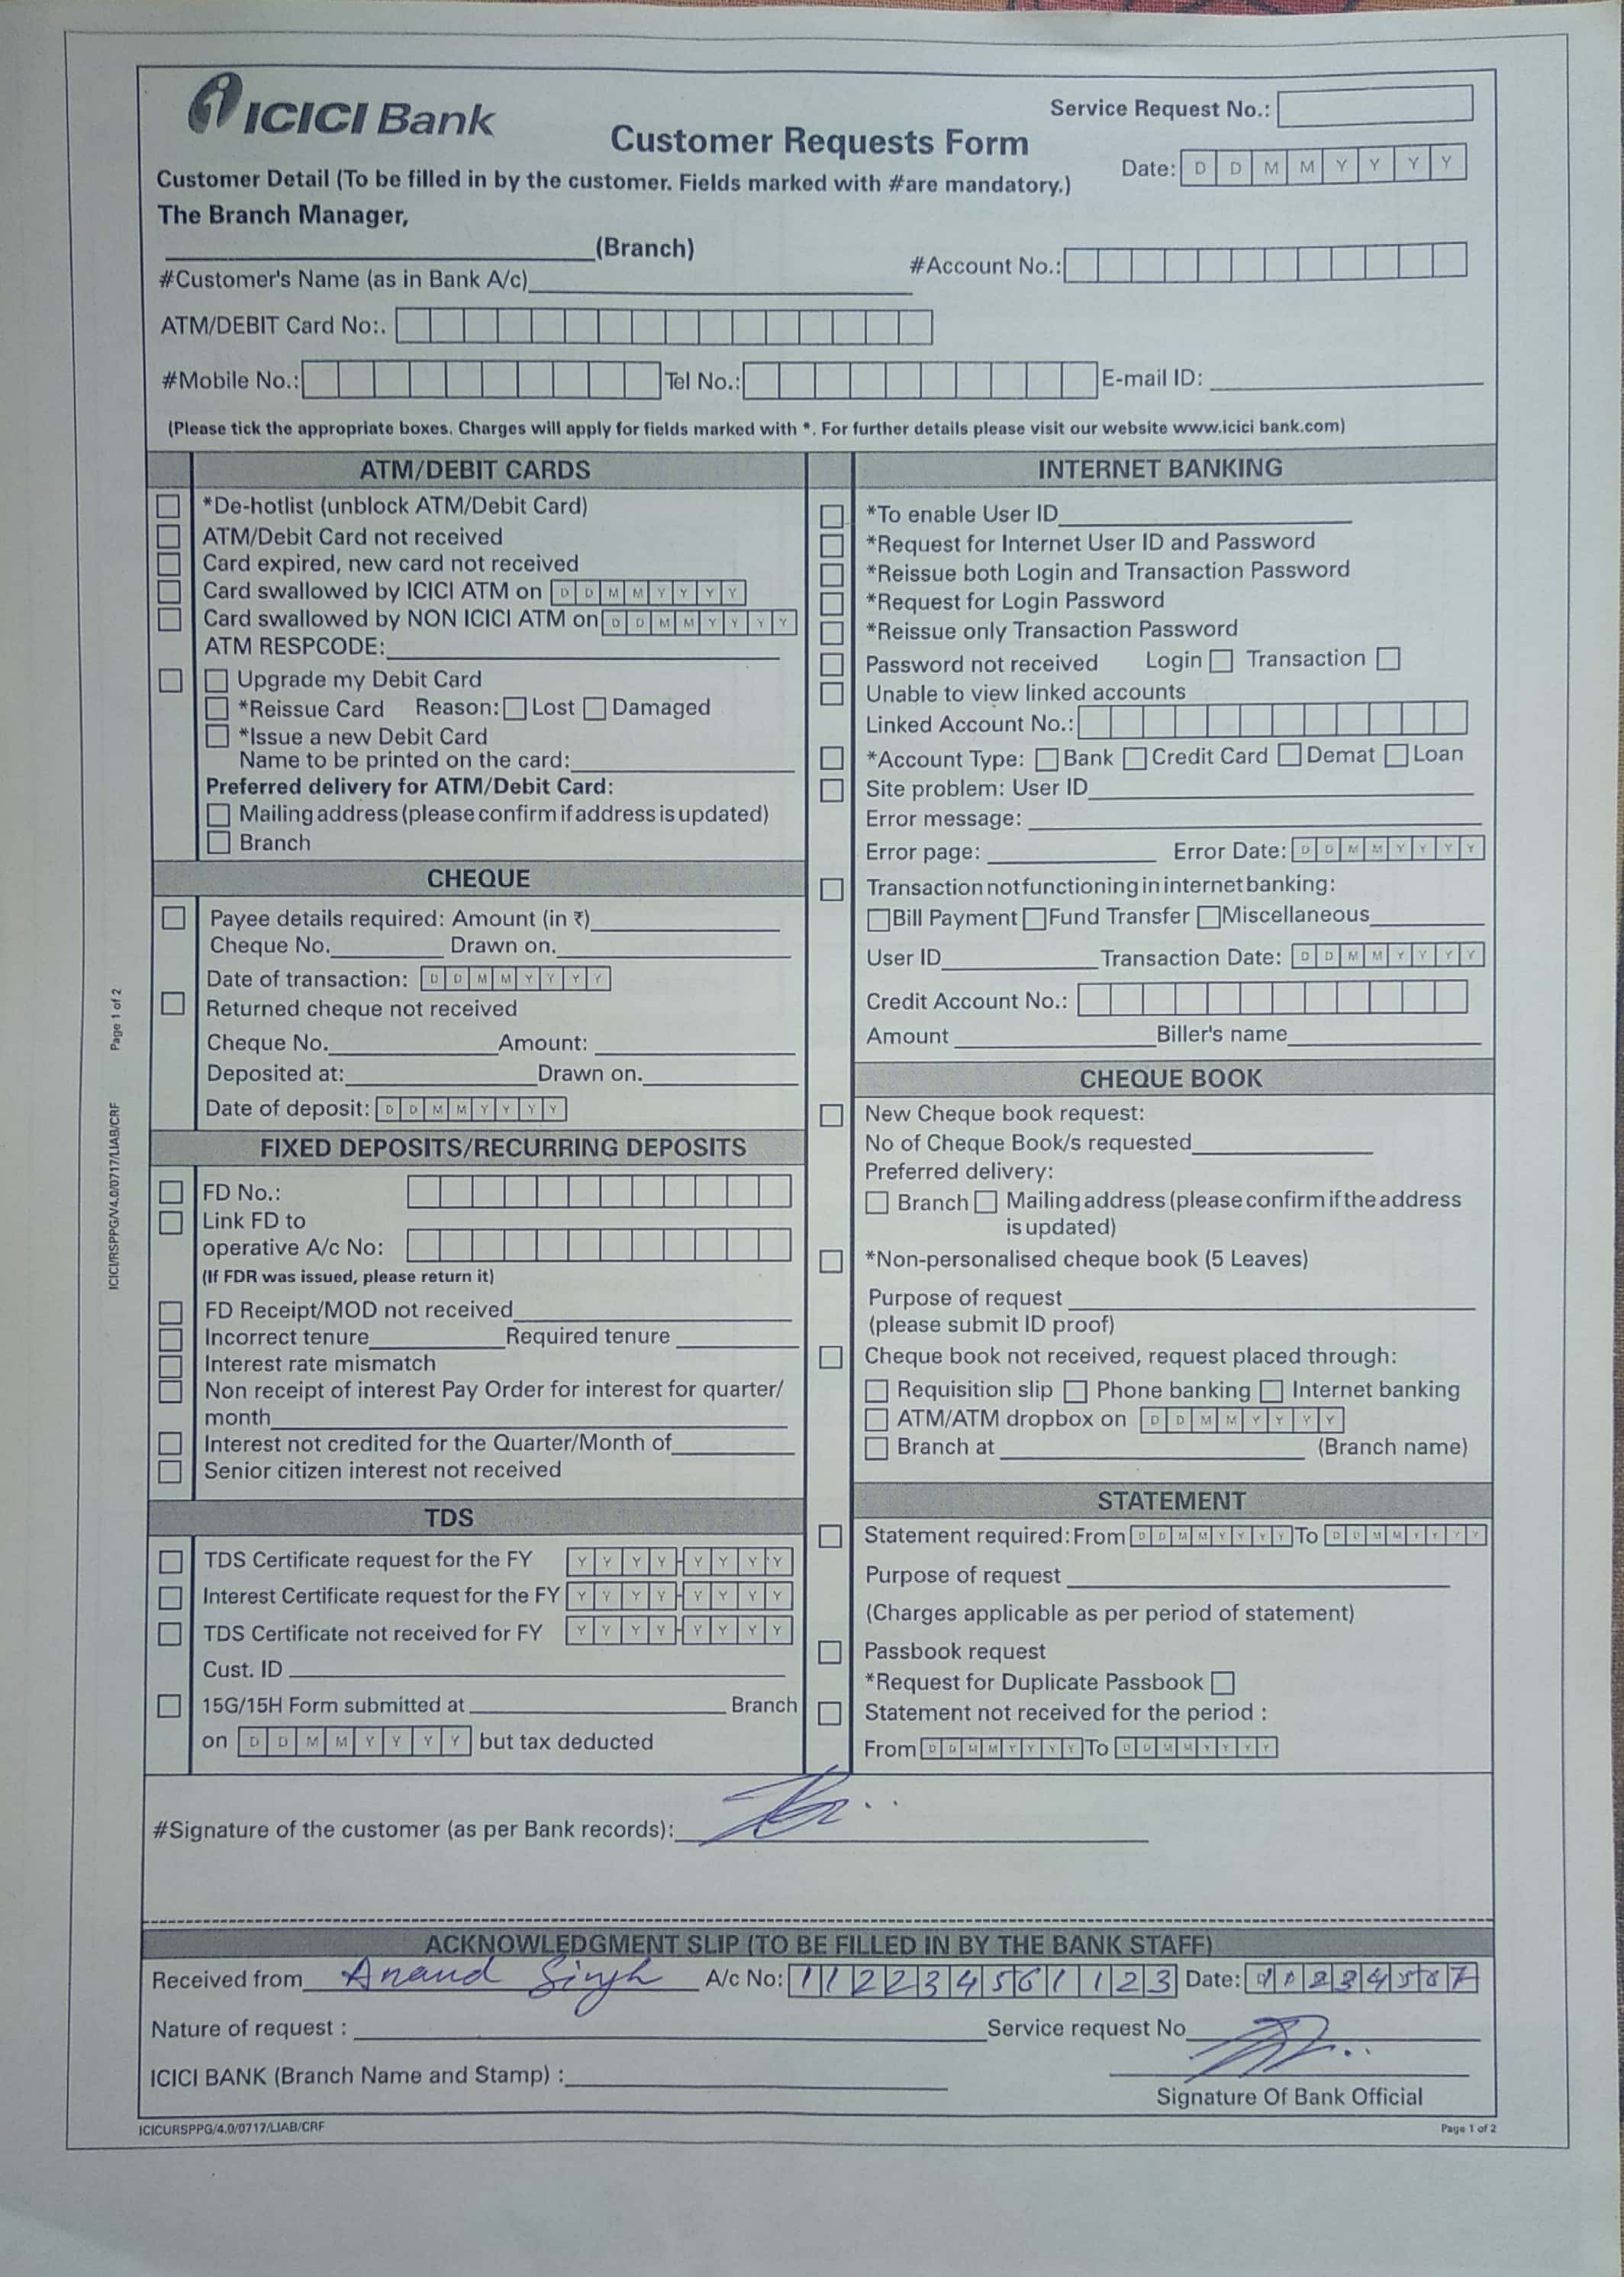 ICICI Bank
Service Request No.:
Customer Requests Form
Date: D D M M Y Y Y Y
Customer Detail (To be filled in by the customer. Fields marked with #are mandatory.)
The Branch Manager,
(Branch)
#Account No.:
#Customer's Name (as in Bank A/c)
ATM/DEBIT Card No:.
#Mobile No.: Tel No.: E-mail ID:
(Please tick the appropriate boxes. Charges will apply for fields marked with *. For further details please visit our website www.icici bank.com)
ATM/DEBIT CARDS
*De-hotlist (unblock ATM/Debit Card)
ATM/Debit Card not received
Card expired, new card not received
Card swallowed by ICICI ATM on D D M M Y Y Y Y
Card swallowed by NON ICICI ATM on D D M M Y Y Y Y
ATM RESPCODE:
Upgrade my Debit Card
*Reissue Card Reason: Lost Damaged
*Issue a new Debit Card
Name to be printed on the card:
Preferred delivery for ATM/Debit Card:
Mailing address (please confirm if address is updated)
Branch
CHEQUE
Payee details required: Amount (in ₹)
Cheque No. Drawn on.
Date of transaction: D D M M Y Y Y Y
Returned cheque not received
Cheque No. Amount:
Deposited at: Drawn on.
Date of deposit: D D M M Y Y Y Y
FIXED DEPOSITS/RECURRING DEPOSITS
FD No.:
Link FD to
operative A/c No:
(If FDR was issued, please return it)
FD Receipt/MOD not received
Incorrect tenure Required tenure
Interest rate mismatch
Non receipt of interest Pay Order for interest for quarter/
month
Interest not credited for the Quarter/Month of
Senior citizen interest not received
TDS
TDS Certificate request for the FY Y Y Y Y - Y Y Y Y
Interest Certificate request for the FY Y Y Y Y - Y Y Y Y
TDS Certificate not received for FY Y Y Y Y - Y Y Y Y
Cust. ID
15G/15H Form submitted at Branch
on D D M M Y Y Y Y but tax deducted
INTERNET BANKING
*To enable User ID
*Request for Internet User ID and Password
*Reissue both Login and Transaction Password
*Request for Login Password
*Reissue only Transaction Password
Password not received Login Transaction
Unable to view linked accounts
Linked Account No.:
*Account Type: Bank Credit Card Demat Loan
Site problem: User ID
Error message:
Error page: Error Date: D D M M Y Y Y Y
Transaction not functioning in internet banking:
Bill Payment Fund Transfer Miscellaneous
User ID Transaction Date: D D M M Y Y Y Y
Credit Account No.:
Amount Biller's name
CHEQUE BOOK
New Cheque book request:
No of Cheque Book/s requested
Preferred delivery:
Branch Mailing address (please confirm if the address
is updated)
*Non-personalised cheque book (5 Leaves)
Purpose of request
(please submit ID proof)
Cheque book not received, request placed through:
Requisition slip Phone banking Internet banking
ATM/ATM dropbox on D D M M Y Y Y Y
Branch at (Branch name)
STATEMENT
Statement required: From D D M M Y Y Y Y To D D M M Y Y Y Y
Purpose of request
(Charges applicable as per period of statement)
Passbook request
*Request for Duplicate Passbook
Statement not received for the period :
From D D M M Y Y Y Y To D D M M Y Y Y Y
#Signature of the customer (as per Bank records):
ACKNOWLEDGMENT SLIP (TO BE FILLED IN BY THE BANK STAFF)
Received from Anand Singh A/c No: 112234561123 Date:
Nature of request : Service request No
ICICI BANK (Branch Name and Stamp) :
Signature Of Bank Official
ICICURSPPG/4.0/0717/LIAB/CRF
Page 1 of 2
ICICI/RSPPG/V4.0/0717/LIAB/CRF Page 1 of 2